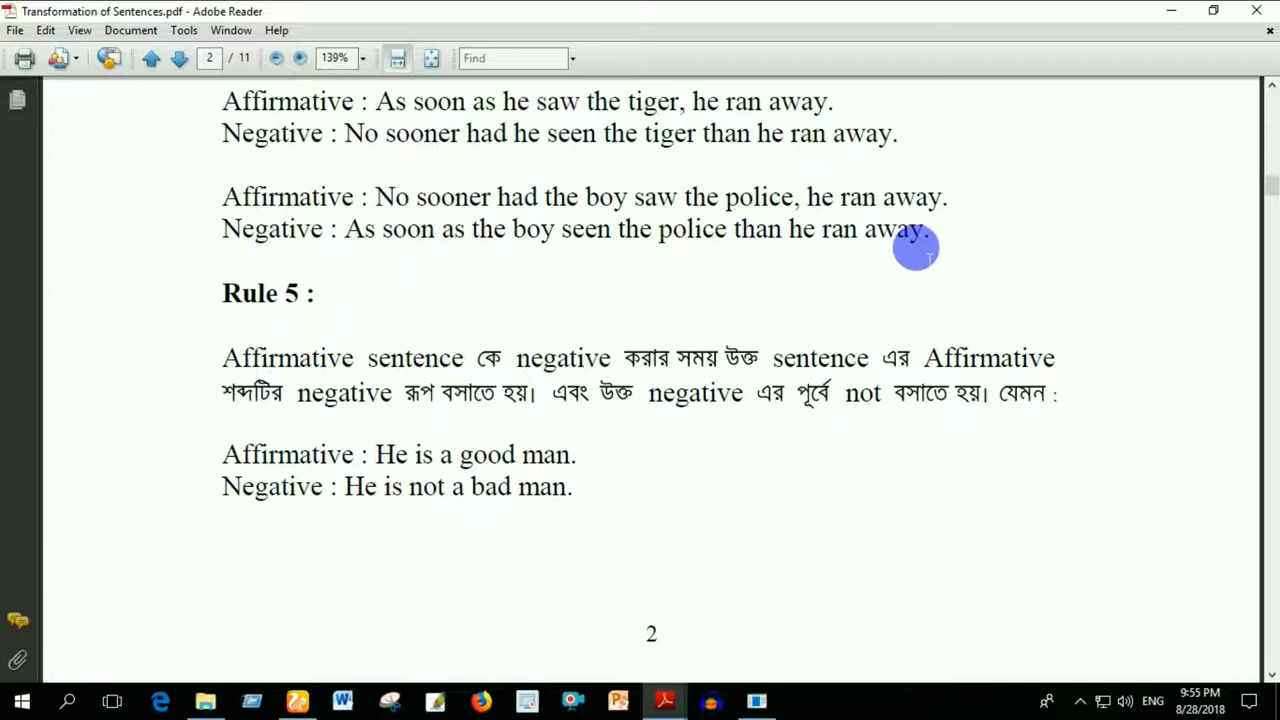 Transformation of Sentences.pdf - Adobe Reader
File Edit View Document Tools Window Help
2 / 11 139% Find
Affirmative : As soon as he saw the tiger, he ran away.
Negative : No sooner had he seen the tiger than he ran away.
Affirmative : No sooner had the boy saw the police, he ran away.
Negative : As soon as the boy seen the police than he ran away.
Rule 5 :
Affirmative sentence কে negative করার সময় উক্ত sentence এর Affirmative
শব্দটির negative রূপ বসাতে হয়। এবং উক্ত negative এর পূর্বে not বসাতে হয়। যেমন :
Affirmative : He is a good man.
Negative : He is not a bad man.
2
ENG
9:55 PM
8/28/2018